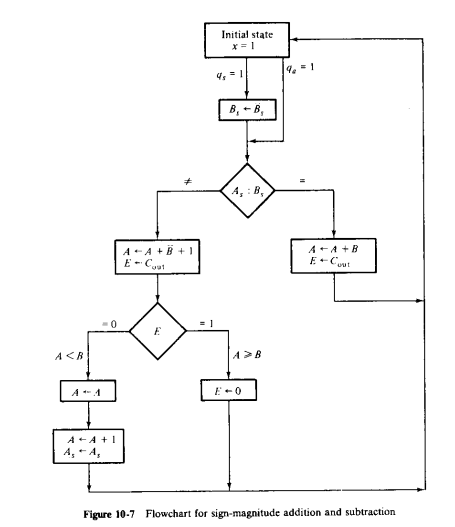 Initial state
x = 1
q_s = 1
q_a = 1
B_s ← B̄_s
A_s : B_s
≠
=
A ← A + B̄ + 1
E ← C_out
A ← A + B
E ← C_out
E
= 0
= 1
A < B
A ⩾ B
A ← A
E ← 0
A ← A + 1
A_s ← A_s
Figure 10-7 Flowchart for sign-magnitude addition and subtraction